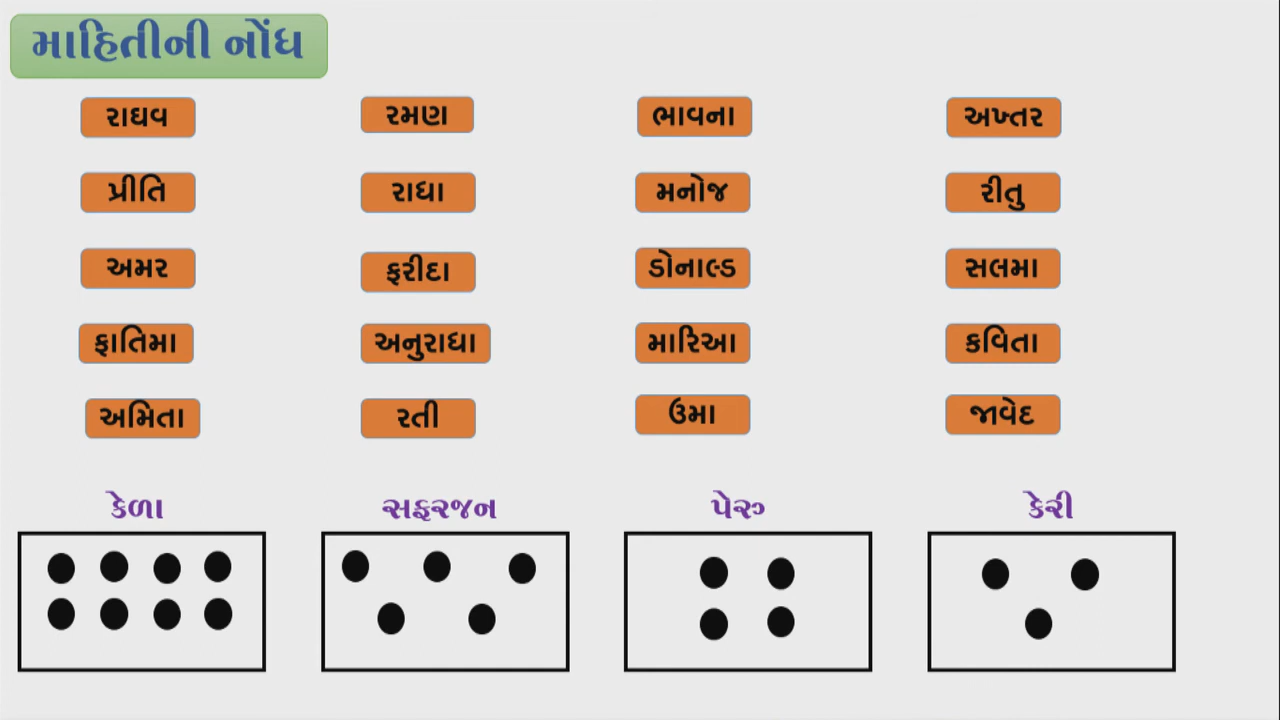 માહિતીની નોંધ
રાઘવ રમણ ભાવના અખ્તર
પ્રીતિ રાધા મનોજ રીતુ
અમર ફરીદા ડોનાલ્ડ સલમા
ફાતિમા અનુરાધા મારિઆ કવિતા
અમિતા રતી ઉમા જાવેદ
કેળા સફરજન પેરુ કેરી